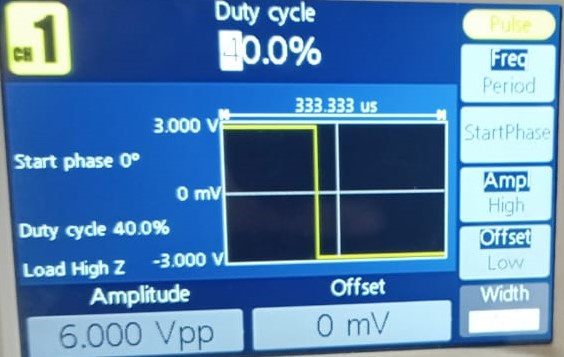 CH 1
Duty cycle
40.0%
Pulse
Freq
Period
StartPhase
Ampl
High
Offset
Low
Width
333.333 us
3.000 V
Start phase 0°
0 mV
Duty cycle 40.0%
Load High Z
-3.000 V
Amplitude
Offset
6.000 Vpp
0 mV